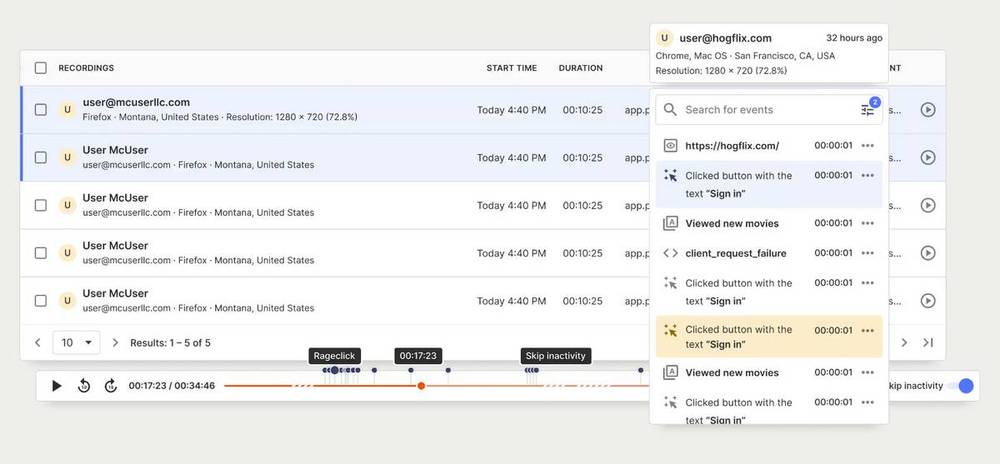 RECORDINGS
START TIME
DURATION
U
user@mcuserllc.com
Firefox · Montana, United States · Resolution: 1280 × 720 (72.8%)
Today 4:40 PM
00:10:25
app.p
U
User McUser
user@mcuserllc.com · Firefox · Montana, United States
Today 4:40 PM
00:10:25
app.p
s...
U
User McUser
user@mcuserllc.com · Firefox · Montana, United States
Today 4:40 PM
00:10:25
app.p
s...
U
User McUser
user@mcuserllc.com · Firefox · Montana, United States
Today 4:40 PM
00:10:25
app.p
s...
U
User McUser
user@mcuserllc.com · Firefox · Montana, United States
Today 4:40 PM
00:10:25
app.p
s...
10
Results: 1 – 5 of 5
Rageclick
00:17:23
Skip inactivity
00:17:23 / 00:34:46
kip inactivity
U
user@hogflix.com
32 hours ago
Chrome, Mac OS · San Francisco, CA, USA
Resolution: 1280 × 720 (72.8%)
NT
Search for events
2
https://hogflix.com/
00:00:01
Clicked button with the
00:00:01
text “Sign in”
Viewed new movies
00:00:01
client_request_failure
00:00:01
Clicked button with the
00:00:01
text “Sign in”
Clicked button with the
00:00:01
text “Sign in”
Viewed new movies
00:00:01
Clicked button with the
00:00:01
text “Sign in”